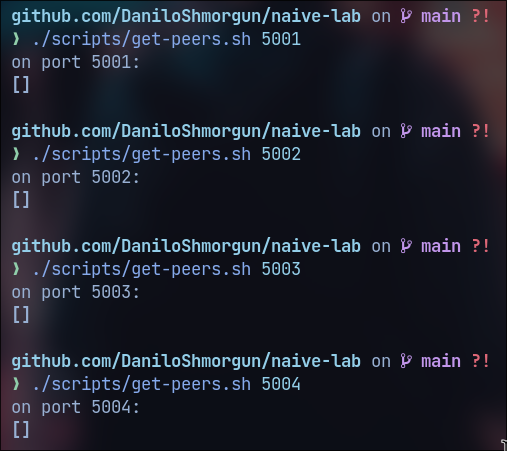 github.com/DaniloShmorgun/naive-lab on main ?!
❯ ./scripts/get-peers.sh 5001
on port 5001:
[]
github.com/DaniloShmorgun/naive-lab on main ?!
❯ ./scripts/get-peers.sh 5002
on port 5002:
[]
github.com/DaniloShmorgun/naive-lab on main ?!
❯ ./scripts/get-peers.sh 5003
on port 5003:
[]
github.com/DaniloShmorgun/naive-lab on main ?!
❯ ./scripts/get-peers.sh 5004
on port 5004:
[]